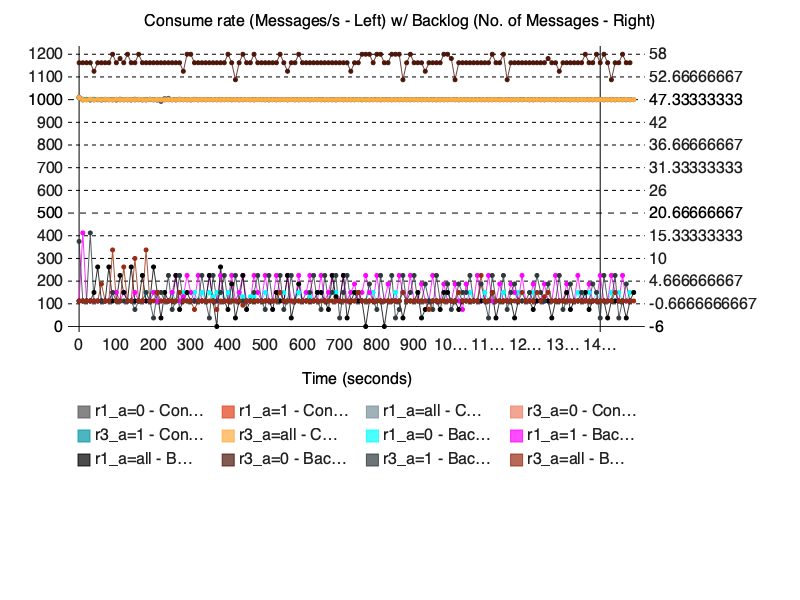 Consume rate (Messages/s - Left) w/ Backlog (No. of Messages - Right)
1200 58
1100 52.66666667
1000 47.33333333
900 42
800 36.66666667
700 31.33333333
600 26
500 20.66666667
400 15.33333333
300 10
200 4.666666667
100 -0.6666666667
0 -6
0 100 200 300 400 500 600 700 800 900 10... 11... 12... 13... 14...
Time (seconds)
r1_a=0 - Con... r1_a=1 - Con... r1_a=all - C... r3_a=0 - Con...
r3_a=1 - Con... r3_a=all - C... r1_a=0 - Bac... r1_a=1 - Bac...
r1_a=all - B... r3_a=0 - Bac... r3_a=1 - Bac... r3_a=all - B...